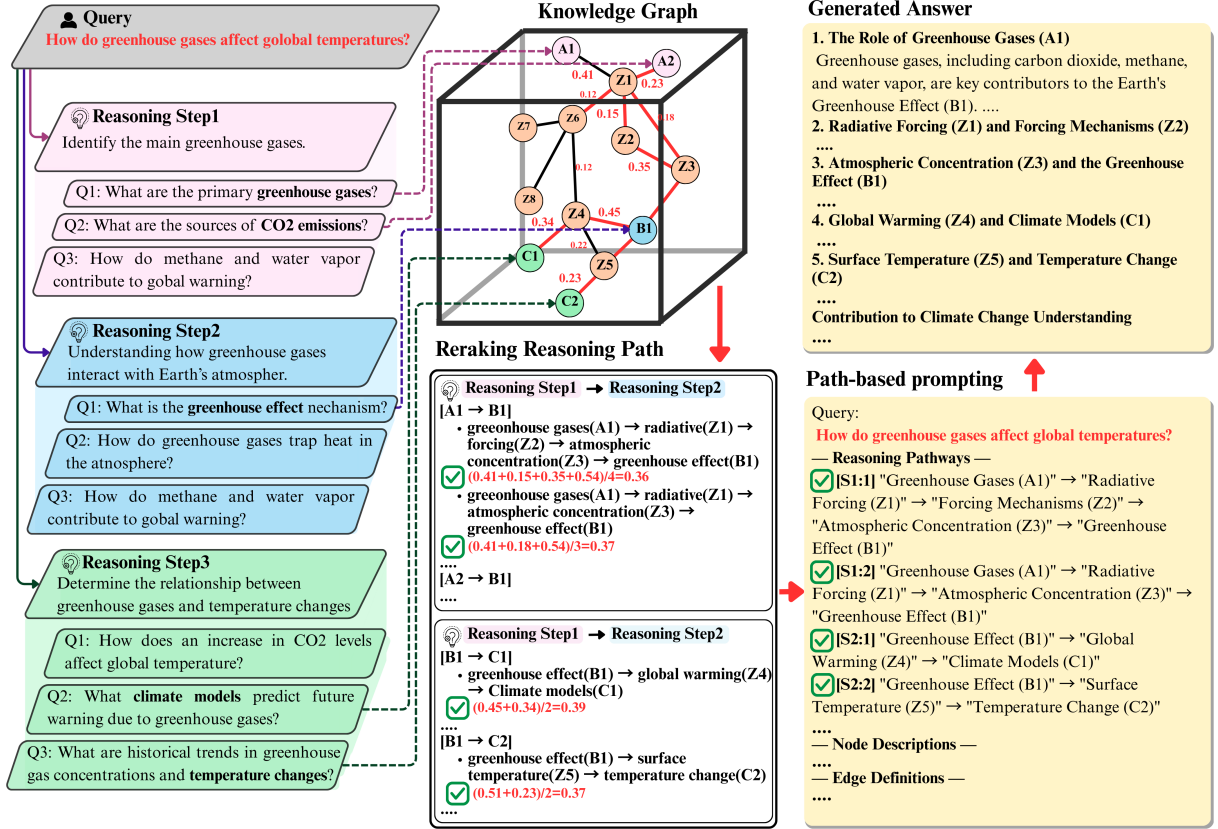 Query
How do greenhouse gases affect golobal temperatures?
Reasoning Step1
Identify the main greenhouse gases.
Q1: What are the primary greenhouse gases?
Q2: What are the sources of CO2 emissions?
Q3: How do methane and water vapor
contribute to gobal warning?
Reasoning Step2
Understanding how greenhouse gases
interact with Earth's atmospher.
Q1: What is the greenhouse effect nechanism?
Q2: How do greenhouse gases trap heat in
the atnosphere?
Q3: How do methane and water vapor
contribute to gobal warning?
Reasoning Step3
Determine the relationship between
greenhouse gases and temperature changes
Q1: How does an increase in CO2 levels
affect global temperature?
Q2: What climate models predict future
warning due to greenhouse gases?
Q3: What are historical trends in greenhouse
gas concentrations and temperature changes?
Knowledge Graph
A1
A2
0.41
Z1
0.23
0.12
0.15
0.18
Z7
Z6
Z2
0.35
Z3
0.12
Z8
Z4
0.45
0.34
B1
0.22
C1
Z5
0.23
C2
Reraking Reasoning Path
Reasoning Step1 → Reasoning Step2
[A1 → B1]
• greenhouse gases(A1) → radiative(Z1) →
forcing(Z2) → atmospheric
concentration(Z3) → greenhouse effect(B1)
(0.41+0.15+0.35+0.54)/4=0.36
• greeonhouse gases(A1) → radiative(Z1) →
atmospheric concentration(Z3) →
greenhouse effect(B1)
(0.41+0.18+0.54)/3=0.37
....
[A2 → B1]
....
Reasoning Step1 → Reasoning Step2
[B1 → C1]
• greenhouse effect(B1) → global warming(Z4)
→ Climate models(C1)
(0.45+0.34)/2=0.39
....
[B1 → C2]
• greenhouse effect(B1) → surface
temperature(Z5) → temperature change(C2)
(0.51+0.23)/2=0.37
....
Generated Answer
1. The Role of Greenhouse Gases (A1)
Greenhouse gases, including carbon dioxide, methane,
and water vapor, are key contributors to the Earth's
Greenhouse Effect (B1). ....
2. Radiative Forcing (Z1) and Forcing Mechanisms (Z2)
....
3. Atmospheric Concentration (Z3) and the Greenhouse
Effect (B1)
....
4. Global Warming (Z4) and Climate Models (C1)
....
5. Surface Temperature (Z5) and Temperature Change
(C2)
....
Contribution to Climate Change Understanding
....
Path-based prompting
Query:
How do greenhouse gases affect global temperatures?
— Reasoning Pathways —
[S1:1] "Greenhouse Gases (A1)" → "Radiative
Forcing (Z1)" → "Forcing Mechanisms (Z2)" →
"Atmospheric Concentration (Z3)" → "Greenhouse
Effect (B1)"
[S1:2] "Greenhouse Gases (A1)" → "Radiative
Forcing (Z1)" → "Atmospheric Concentration (Z3)" →
"Greenhouse Effect (B1)"
[S2:1] "Greenhouse Effect (B1)" → "Global
Warming (Z4)" → "Climate Models (C1)"
[S2:2] "Greenhouse Effect (B1)" → "Surface
Temperature (Z5)" → "Temperature Change (C2)"
....
— Node Descriptions —
....
— Edge Definitions —
....